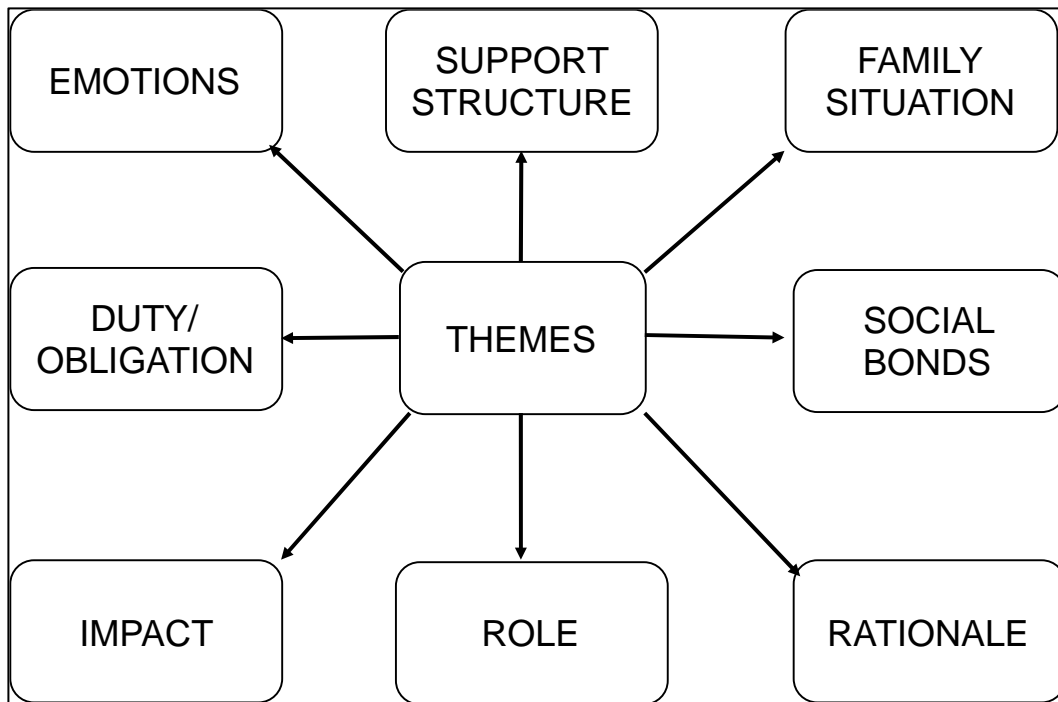 EMOTIONS
SUPPORT
STRUCTURE
FAMILY
SITUATION
DUTY/
OBLIGATION
THEMES
SOCIAL
BONDS
IMPACT
ROLE
RATIONALE